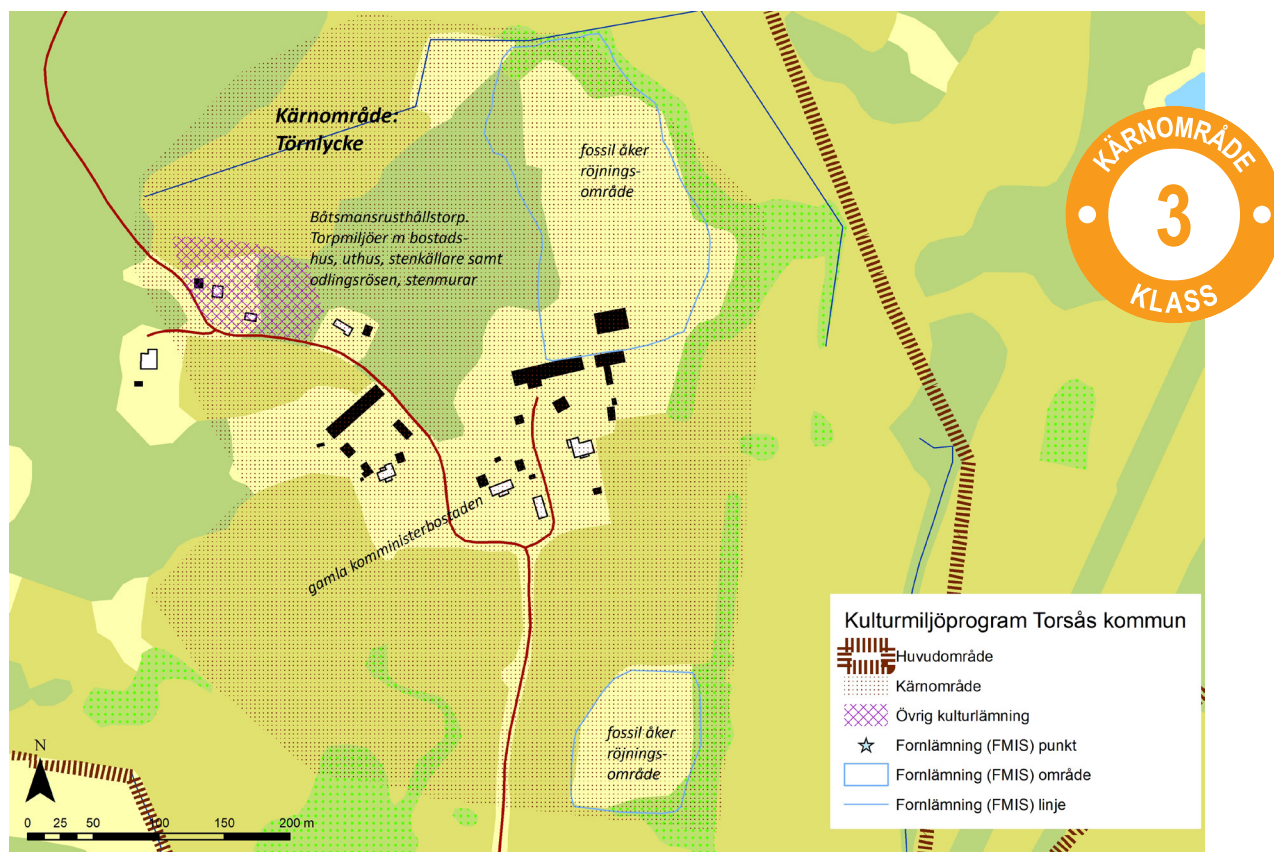 Kärnområde:
Törnlycke
fossil åker
röjnings-
område
Båtsmansrusthållstorp.
Torpmiljöer m bostads-
hus, uthus, stenkällare samt
odlingsrösen, stenmurar
gamla komministerbostaden
fossil åker
röjnings-
område
KÄRNOMRÅDE
3
KLASS
Kulturmiljöprogram Torsås kommun
Huvudområde
Kärnområde
Övrig kulturlämning
Fornlämning (FMIS) punkt
Fornlämning (FMIS) område
Fornlämning (FMIS) linje
N
0 25 50 100 150 200 m